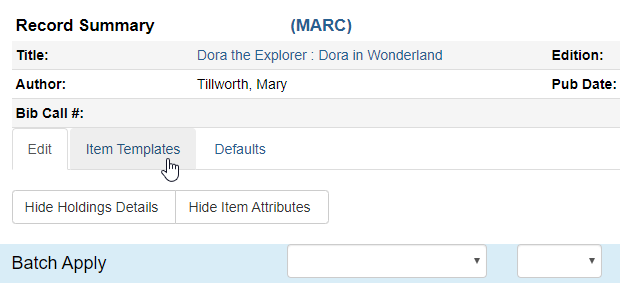 Record Summary (MARC)
Title: Dora the Explorer : Dora in Wonderland Edition:
Author: Tillworth, Mary Pub Date:
Bib Call #:
Edit Item Templates Defaults
Hide Holdings Details Hide Item Attributes
Batch Apply